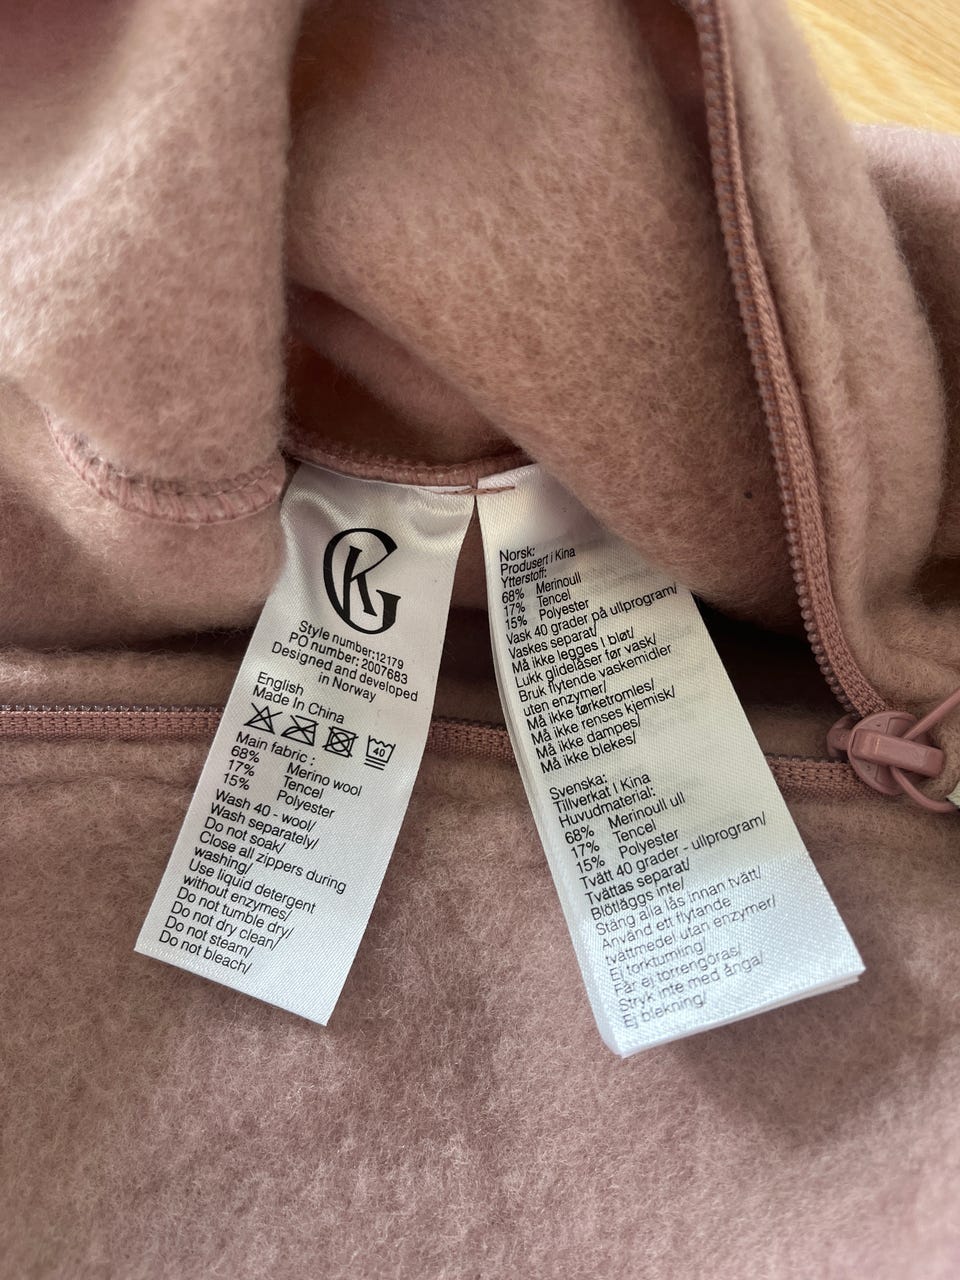 GK
Style number:12179
PO number: 2007683
Designed and developed
in Norway
English
Made In China
40
Main fabric :
68% Merino wool
17% Tencel
15% Polyester
Wash 40 - wool/
Wash separately/
Do not soak/
Close all zippers during
washing/
Use liquid detergent
without enzymes/
Do not tumble dry/
Do not dry clean/
Do not steam/
Do not bleach/
Norsk:
Produsert i Kina
Ytterstoff:
68% Merinoull
17% Tencel
15% Polyester
Vask 40 grader på ullprogram/
Vaskes separat/
Må ikke legges I bløt/
Lukk glidelåser før vask/
Bruk flytende vaskemidler
uten enzymer/
Må ikke tørketromles/
Må ikke renses kjemisk/
Må ikke dampes/
Må ikke blekes/
Svenska:
Tillverkat i Kina
Huvudmaterial:
68% Merinoull ull
17% Tencel
15% Polyester
Tvätt 40 grader - ullprogram/
Tvättas separat/
Blötläggs inte/
Stäng alla lås innan tvätt/
Använd ett flytande
tvättmedel utan enzymer/
Ej torktumling/
Får ej torrengöras/
Stryk inte med ånga/
Ej blekning/